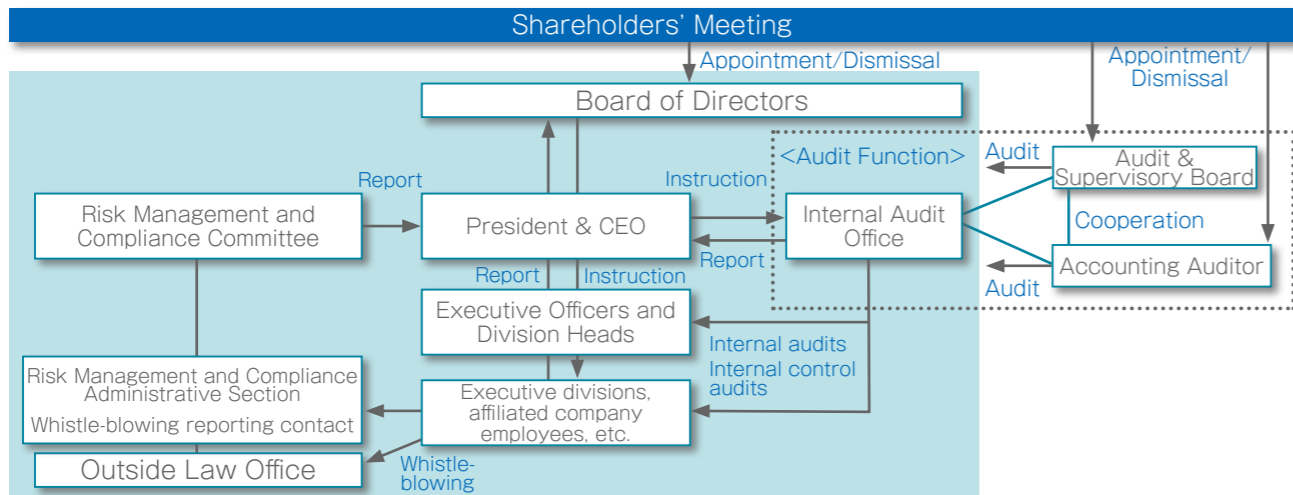 Shareholders' Meeting
Appointment/Dismissal
Appointment/
Dismissal
Board of Directors
<Audit Function>
Audit
Audit &
Supervisory Board
Report
Instruction
Risk Management and
Compliance Committee
President & CEO
Internal Audit
Office
Cooperation
Report
Instruction
Report
Accounting Auditor
Audit
Executive Officers and
Division Heads
Internal audits
Internal control
audits
Risk Management and Compliance
Administrative Section
Whistle-blowing reporting contact
Executive divisions,
affiliated company
employees, etc.
Outside Law Office
Whistle-
blowing